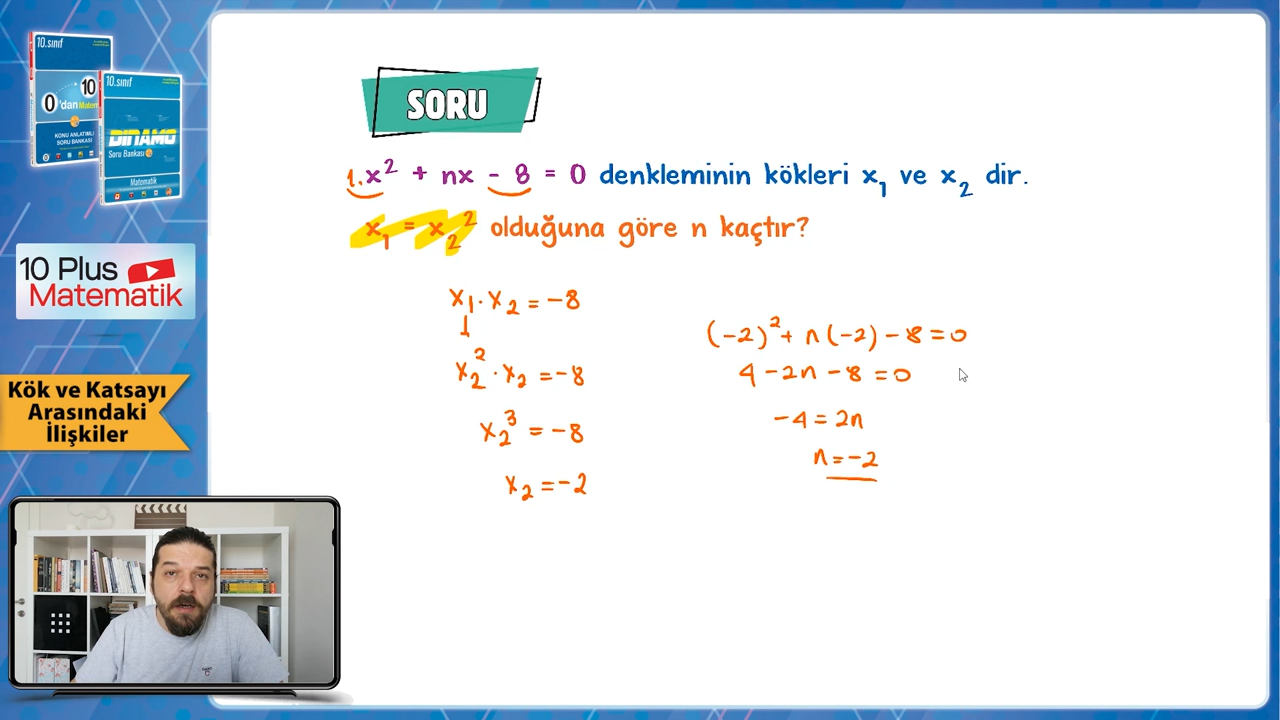 10.sınıf
0'dan 10
Matematik
KONU ANLATIMLI
SORU BANKASI
10.sınıf
DİNAMO
Soru Bankası
Matematik
10 Plus
Matematik
Kök ve Katsayı
Arasındaki
İlişkiler
SORU
1.x² + nx - 8 = 0 denkleminin kökleri x₁ ve x₂ dir.
x₁ = x₂² olduğuna göre n kaçtır?
x₁ · x₂ = -8
x₂² · x₂ = -8
x₂³ = -8
x₂ = -2
(-2)² + n(-2) - 8 = 0
4 - 2n - 8 = 0
-4 = 2n
n = -2